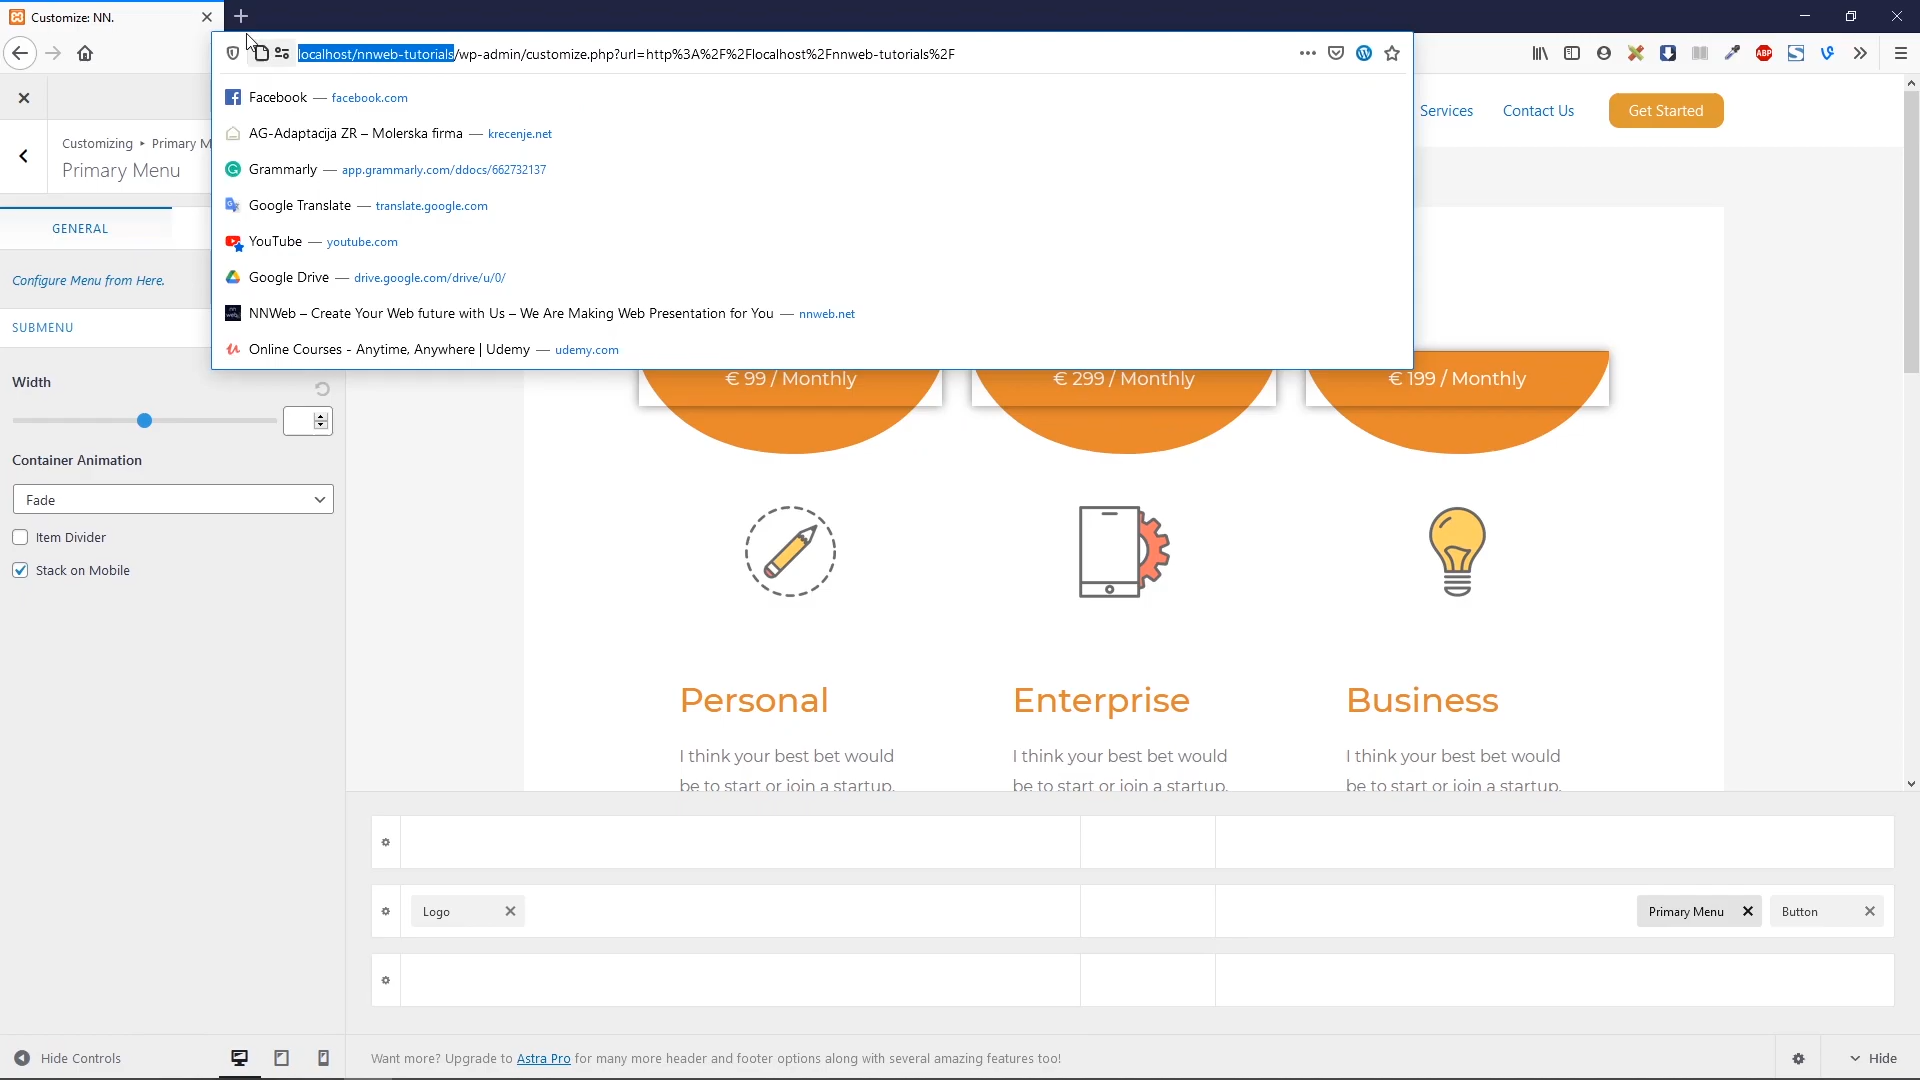 Customize: NN.
localhost/nnweb-tutorials/wp-admin/customize.php?url=http%3A%2F%2Flocalhost%2Fnnweb-tutorials%2F
ABP
Facebook — facebook.com
AG-Adaptacija ZR – Molerska firma — krecenje.net
Grammarly — app.grammarly.com/ddocs/662732137
Google Translate — translate.google.com
YouTube — youtube.com
Google Drive — drive.google.com/drive/u/0/
NNWeb – Create Your Web future with Us – We Are Making Web Presentation for You — nnweb.net
Online Courses - Anytime, Anywhere | Udemy — udemy.com
Services
Contact Us
Get Started
Customizing ▸ Primary M
Primary Menu
GENERAL
Configure Menu from Here.
SUBMENU
Width
Container Animation
Fade
Item Divider
Stack on Mobile
€ 99 / Monthly
€ 299 / Monthly
€ 199 / Monthly
Personal
Enterprise
Business
I think your best bet would
be to start or join a startup.
I think your best bet would
be to start or join a startup.
I think your best bet would
be to start or join a startup.
Logo
Primary Menu
Button
Hide Controls
Want more? Upgrade to Astra Pro for many more header and footer options along with several amazing features too!
Hide